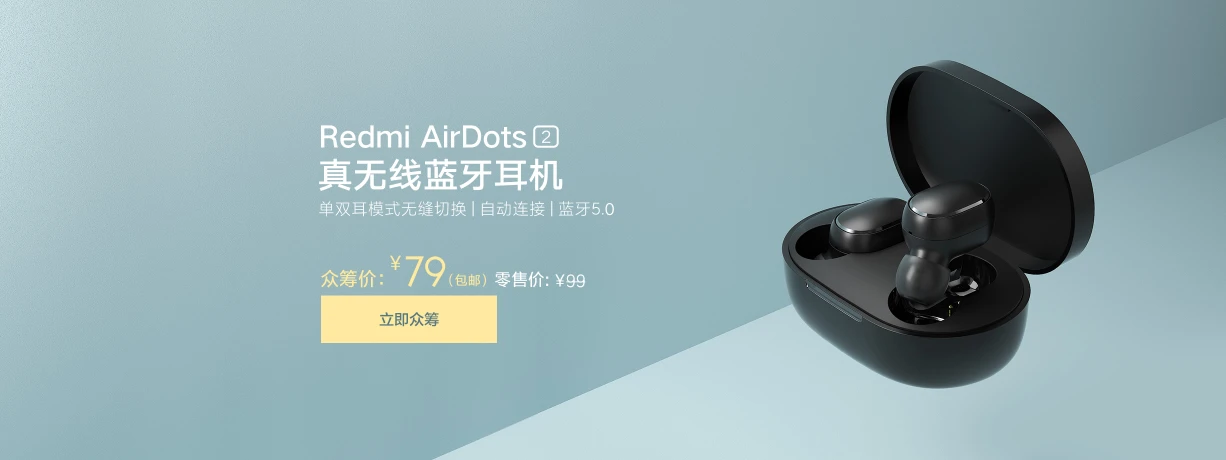 Redmi AirDots 2
真无线蓝牙耳机
单双耳模式无缝切换 | 自动连接 | 蓝牙5.0
众筹价: ¥79 (包邮) 零售价: ¥99
立即众筹